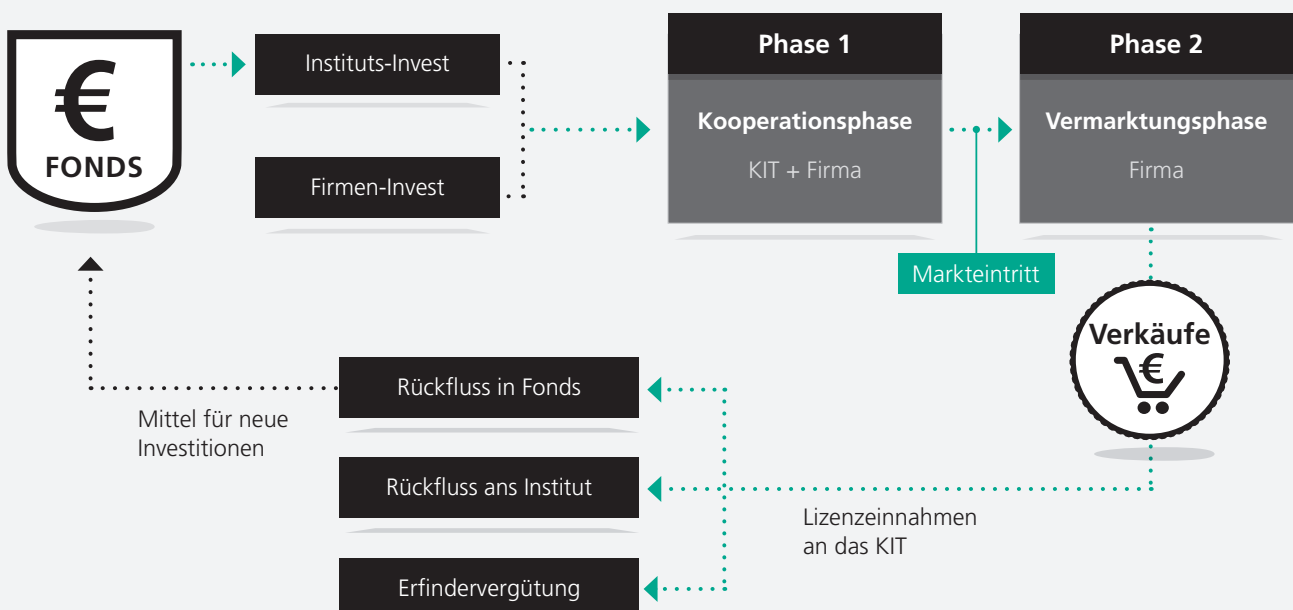 €
FONDS
Instituts-Invest
Firmen-Invest
Phase 1
Kooperationsphase
KIT + Firma
Phase 2
Vermarktungsphase
Firma
Markteintritt
Verkäufe
€
Rückfluss in Fonds
Mittel für neue
Investitionen
Rückfluss ans Institut
Lizenzeinnahmen
an das KIT
Erfindervergütung